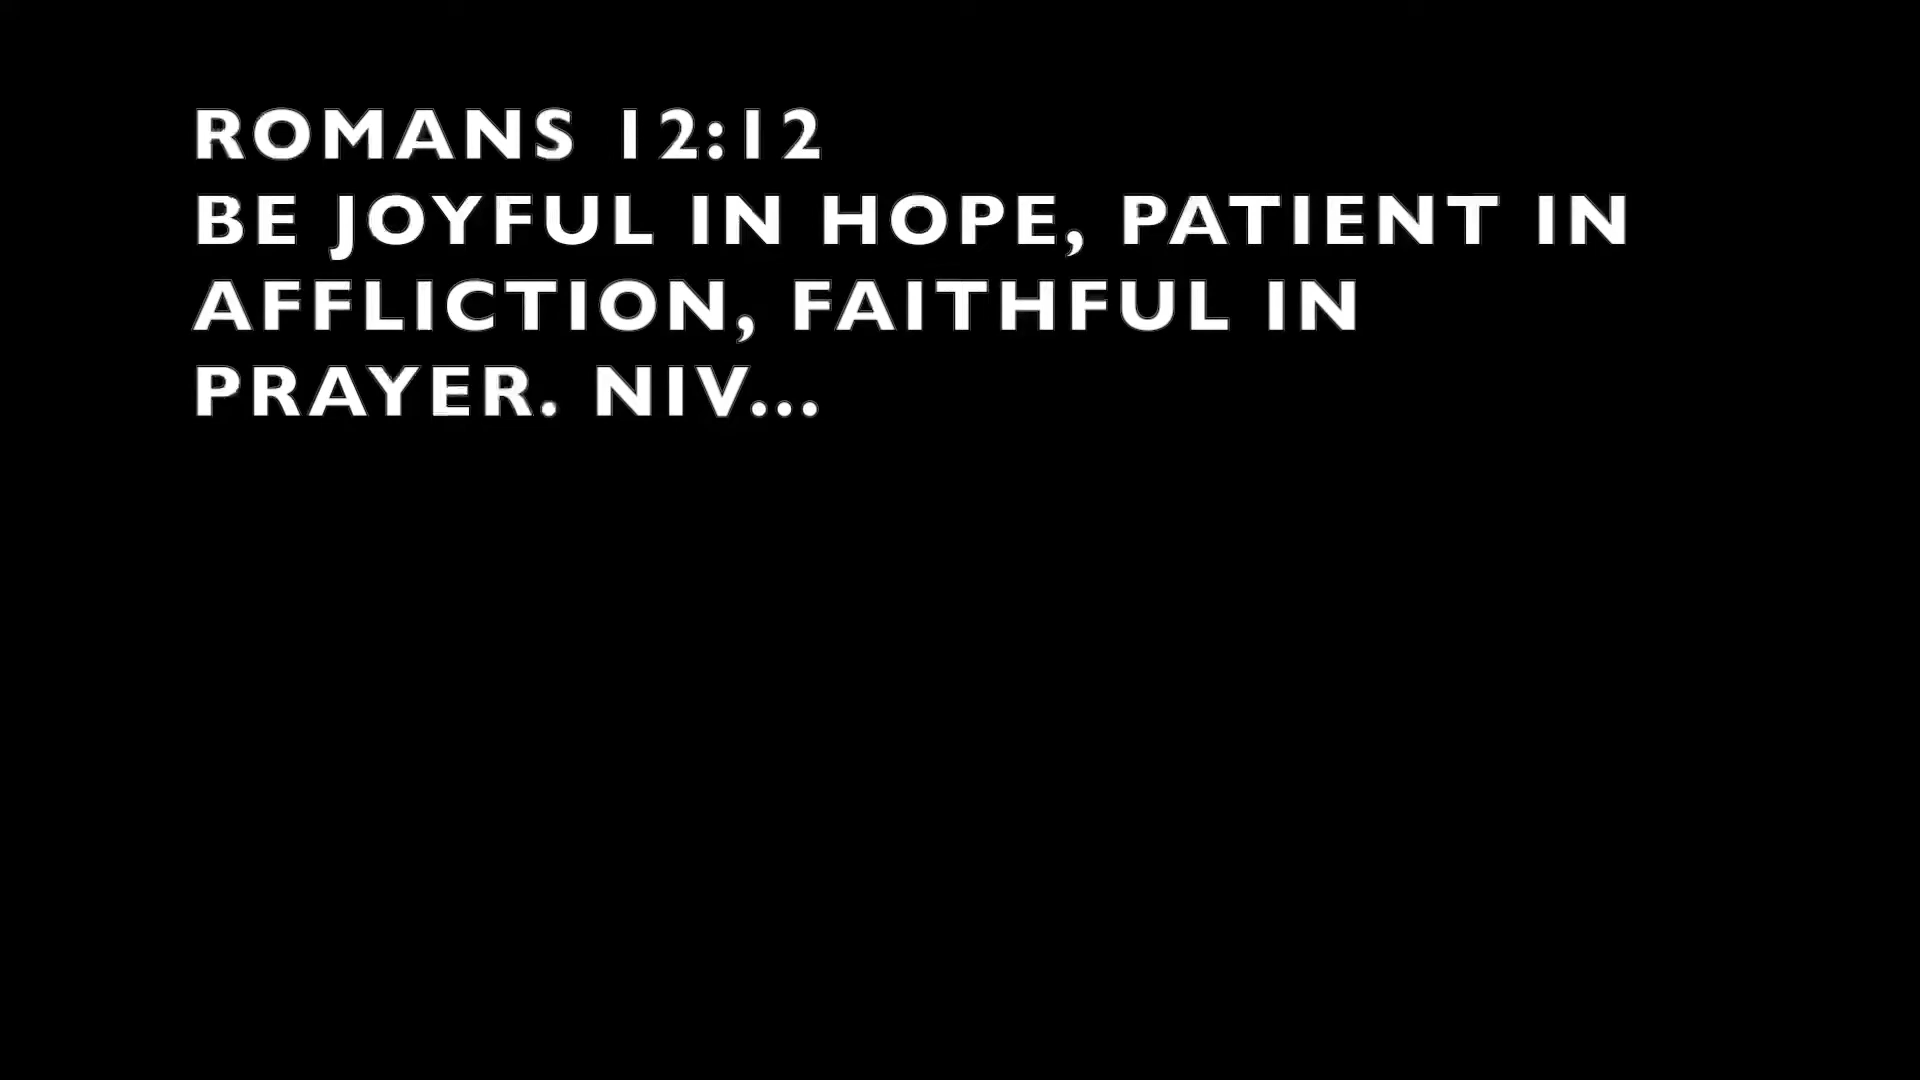 ROMANS 12:12
BE JOYFUL IN HOPE, PATIENT IN
AFFLICTION, FAITHFUL IN
PRAYER. NIV...